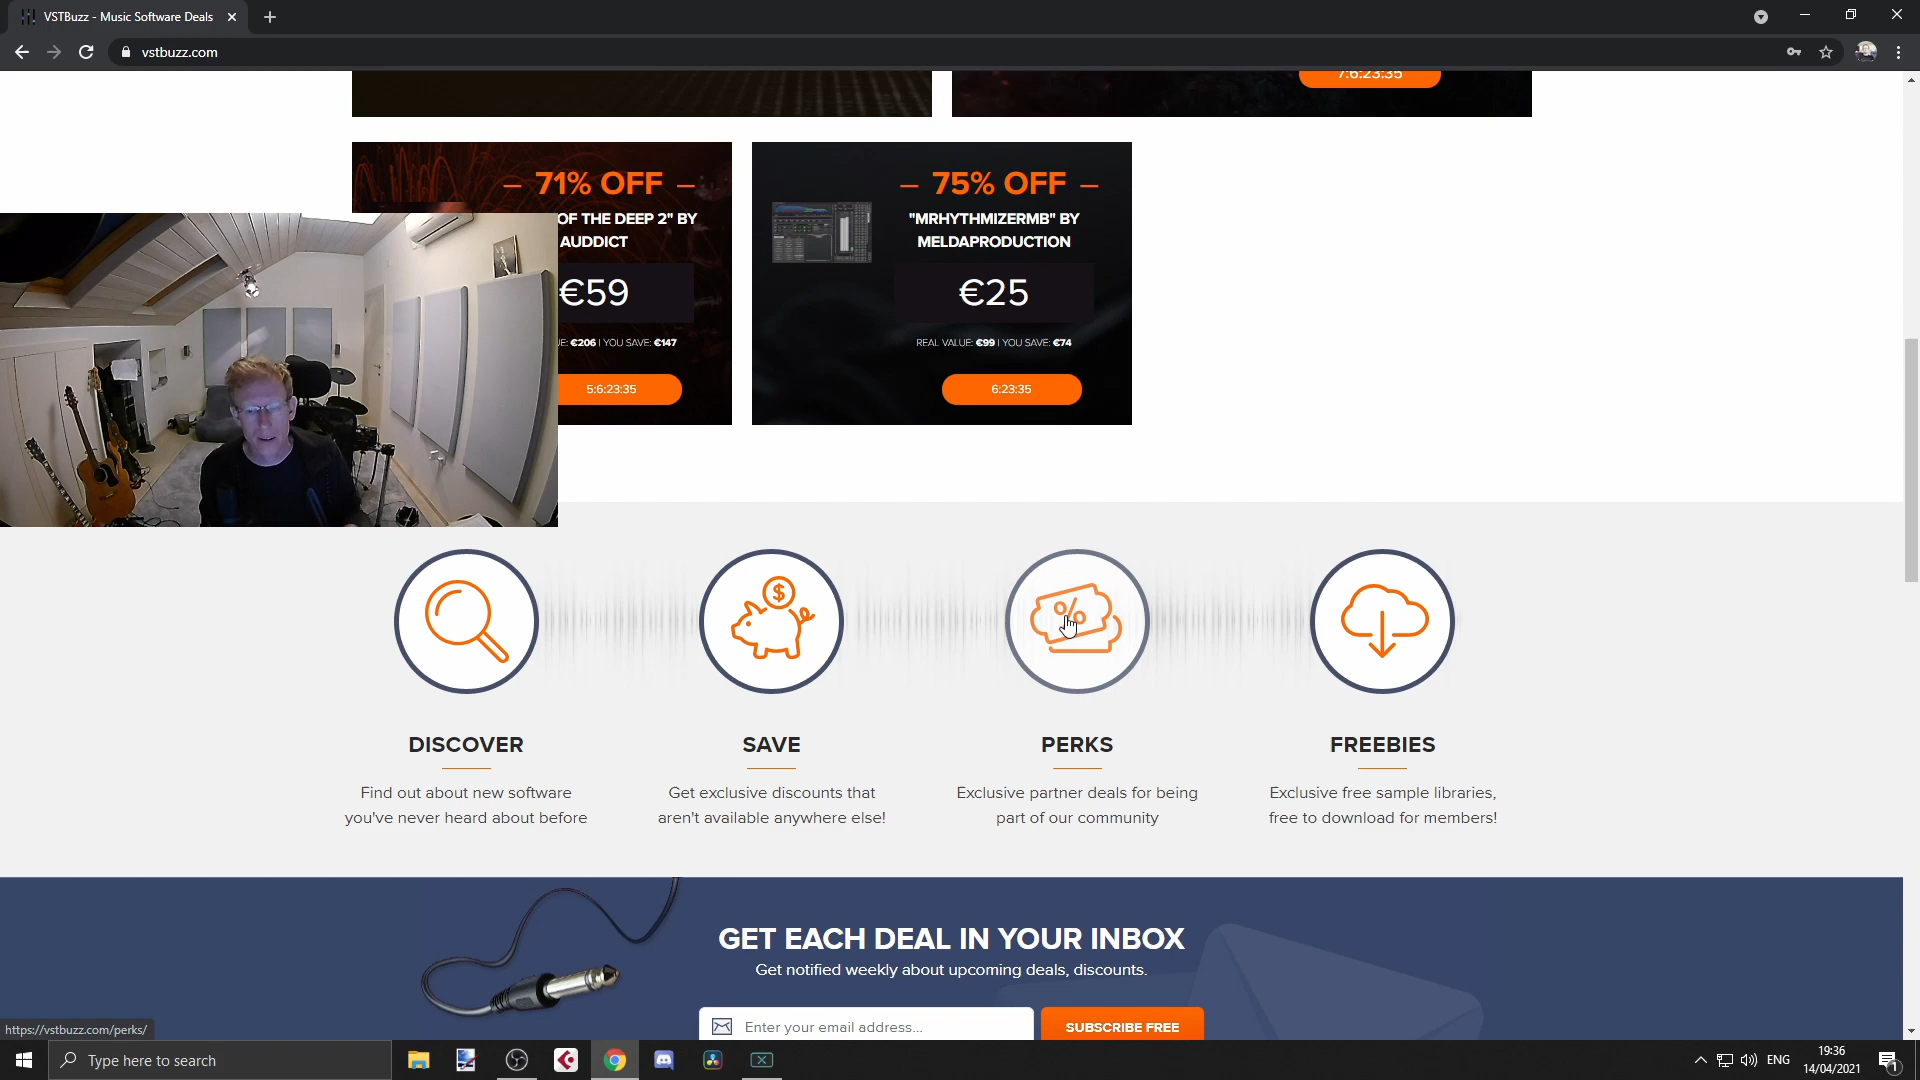 VSTBuzz - Music Software Deals
vstbuzz.com
7:6:23:35
– 71% OFF –
OF THE DEEP 2" BY
AUDDICT
€59
€206 | YOU SAVE: €147
5:6:23:35
– 75% OFF –
"MRHYTHMIZERMB" BY
MELDAPRODUCTION
€25
REAL VALUE: €99 | YOU SAVE: €74
6:23:35
$
%
DISCOVER
Find out about new software
you've never heard about before
SAVE
Get exclusive discounts that
aren't available anywhere else!
PERKS
Exclusive partner deals for being
part of our community
FREEBIES
Exclusive free sample libraries,
free to download for members!
GET EACH DEAL IN YOUR INBOX
Get notified weekly about upcoming deals, discounts.
Enter your email address...
SUBSCRIBE FREE
https://vstbuzz.com/perks/
Type here to search
ENG
19:36
14/04/2021
1